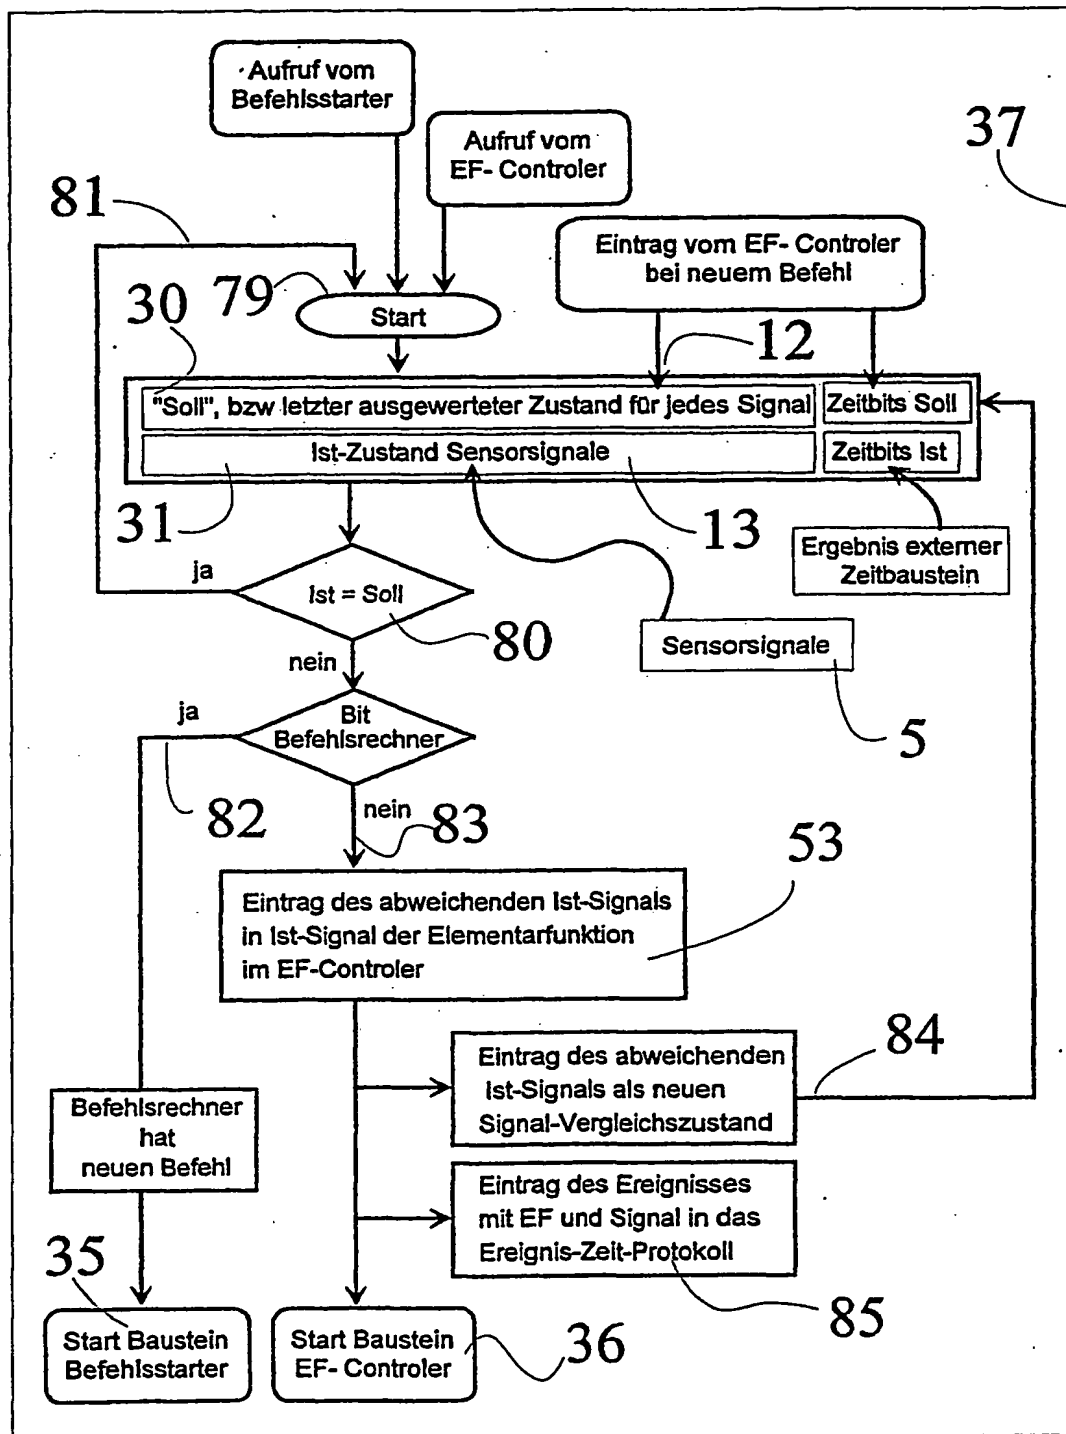 Aufruf vom
Befehlsstarter
Aufruf vom
EF- Controler
37
81
Eintrag vom EF- Controler
bei neuem Befehl
79
30
Start
12
"Soll", bzw letzter ausgewerteter Zustand für jedes Signal
Zeitbits Soll
Ist-Zustand Sensorsignale
Zeitbits Ist
31
13
Ergebnis externer
Zeitbaustein
ja
Ist = Soll
80
Sensorsignale
nein
5
ja
Bit
Befehlsrechner
82
nein
83
53
Eintrag des abweichenden Ist-Signals
in Ist-Signal der Elementarfunktion
im EF-Controler
84
Eintrag des abweichenden
Ist-Signals als neuen
Signal-Vergleichszustand
Befehlsrechner
hat
neuen Befehl
Eintrag des Ereignisses
mit EF und Signal in das
Ereignis-Zeit-Protokoll
35
85
Start Baustein
Befehlsstarter
Start Baustein
EF- Controler
36